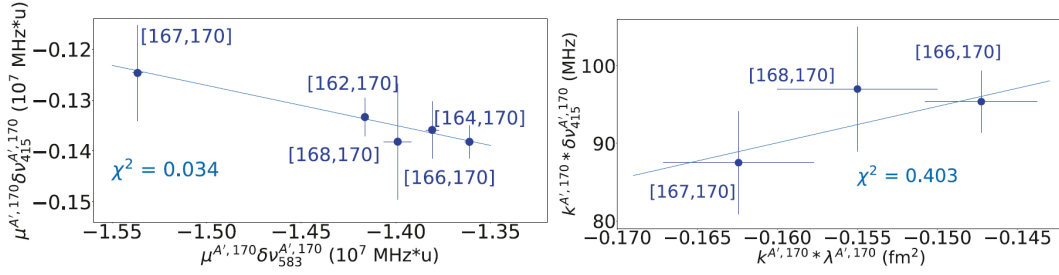 μ^{A', 170}δν_{415}^{A', 170} (10⁷ MHz*u)
−0.12
−0.13
−0.14
−0.15
[167,170]
[162,170]
[164,170]
[168,170]
[166,170]
χ² = 0.034
−1.55 −1.50 −1.45 −1.40 −1.35
μ^{A', 170}δν_{583}^{A', 170} (10⁷ MHz*u)
k^{A', 170} * δν_{415}^{A', 170} (MHz)
100
90
80
[166,170]
[168,170]
[167,170]
χ² = 0.403
−0.170 −0.165 −0.160 −0.155 −0.150 −0.145
k^{A', 170} * λ^{A', 170} (fm²)